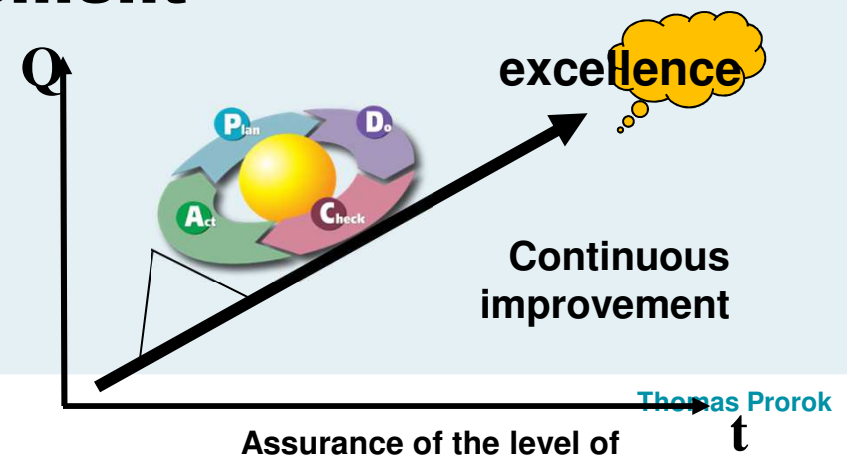 Q
excellence
Plan
Do
Act
Check
Continuous
improvement
Thomas Prorok
t
Assurance of the level of